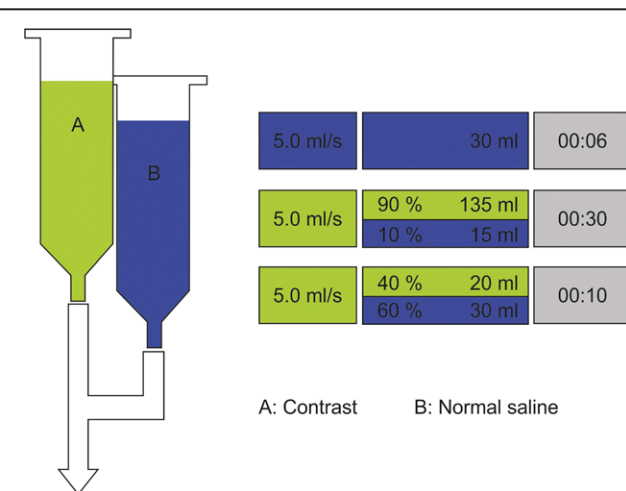 A
B
5.0 ml/s 30 ml 00:06
5.0 ml/s 90 % 135 ml 00:30
10 % 15 ml
5.0 ml/s 40 % 20 ml 00:10
60 % 30 ml
A: Contrast B: Normal saline